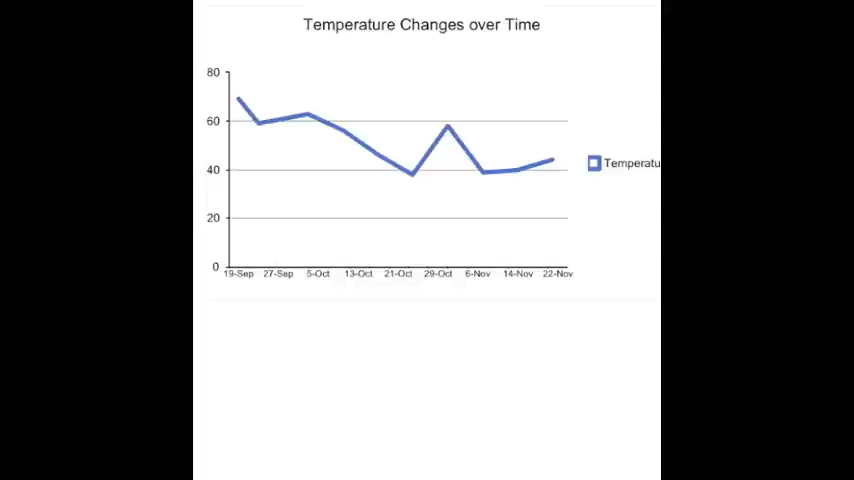 Temperature Changes over Time
80
60
40
20
0
19-Sep 27-Sep 5-Oct 13-Oct 21-Oct 29-Oct 6-Nov 14-Nov 22-Nov
Temperatu